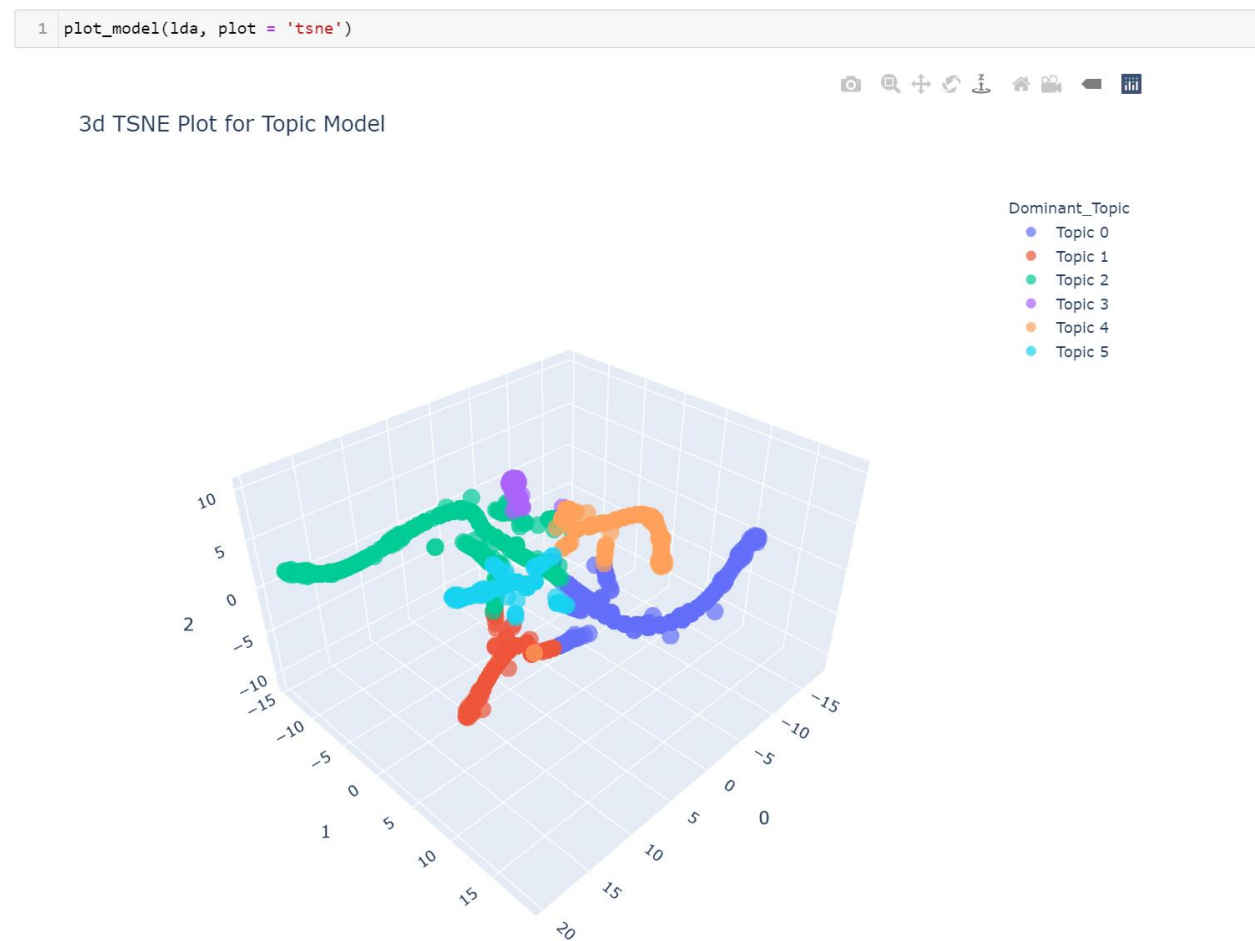 1 plot_model(lda, plot = 'tsne')
3d TSNE Plot for Topic Model
Dominant_Topic
Topic 0
Topic 1
Topic 2
Topic 3
Topic 4
Topic 5
z
10
5
0
−5
−10
2
−15
−10
−5
0
5
10
15
1
−15
−10
−5
0
5
10
15
20
0